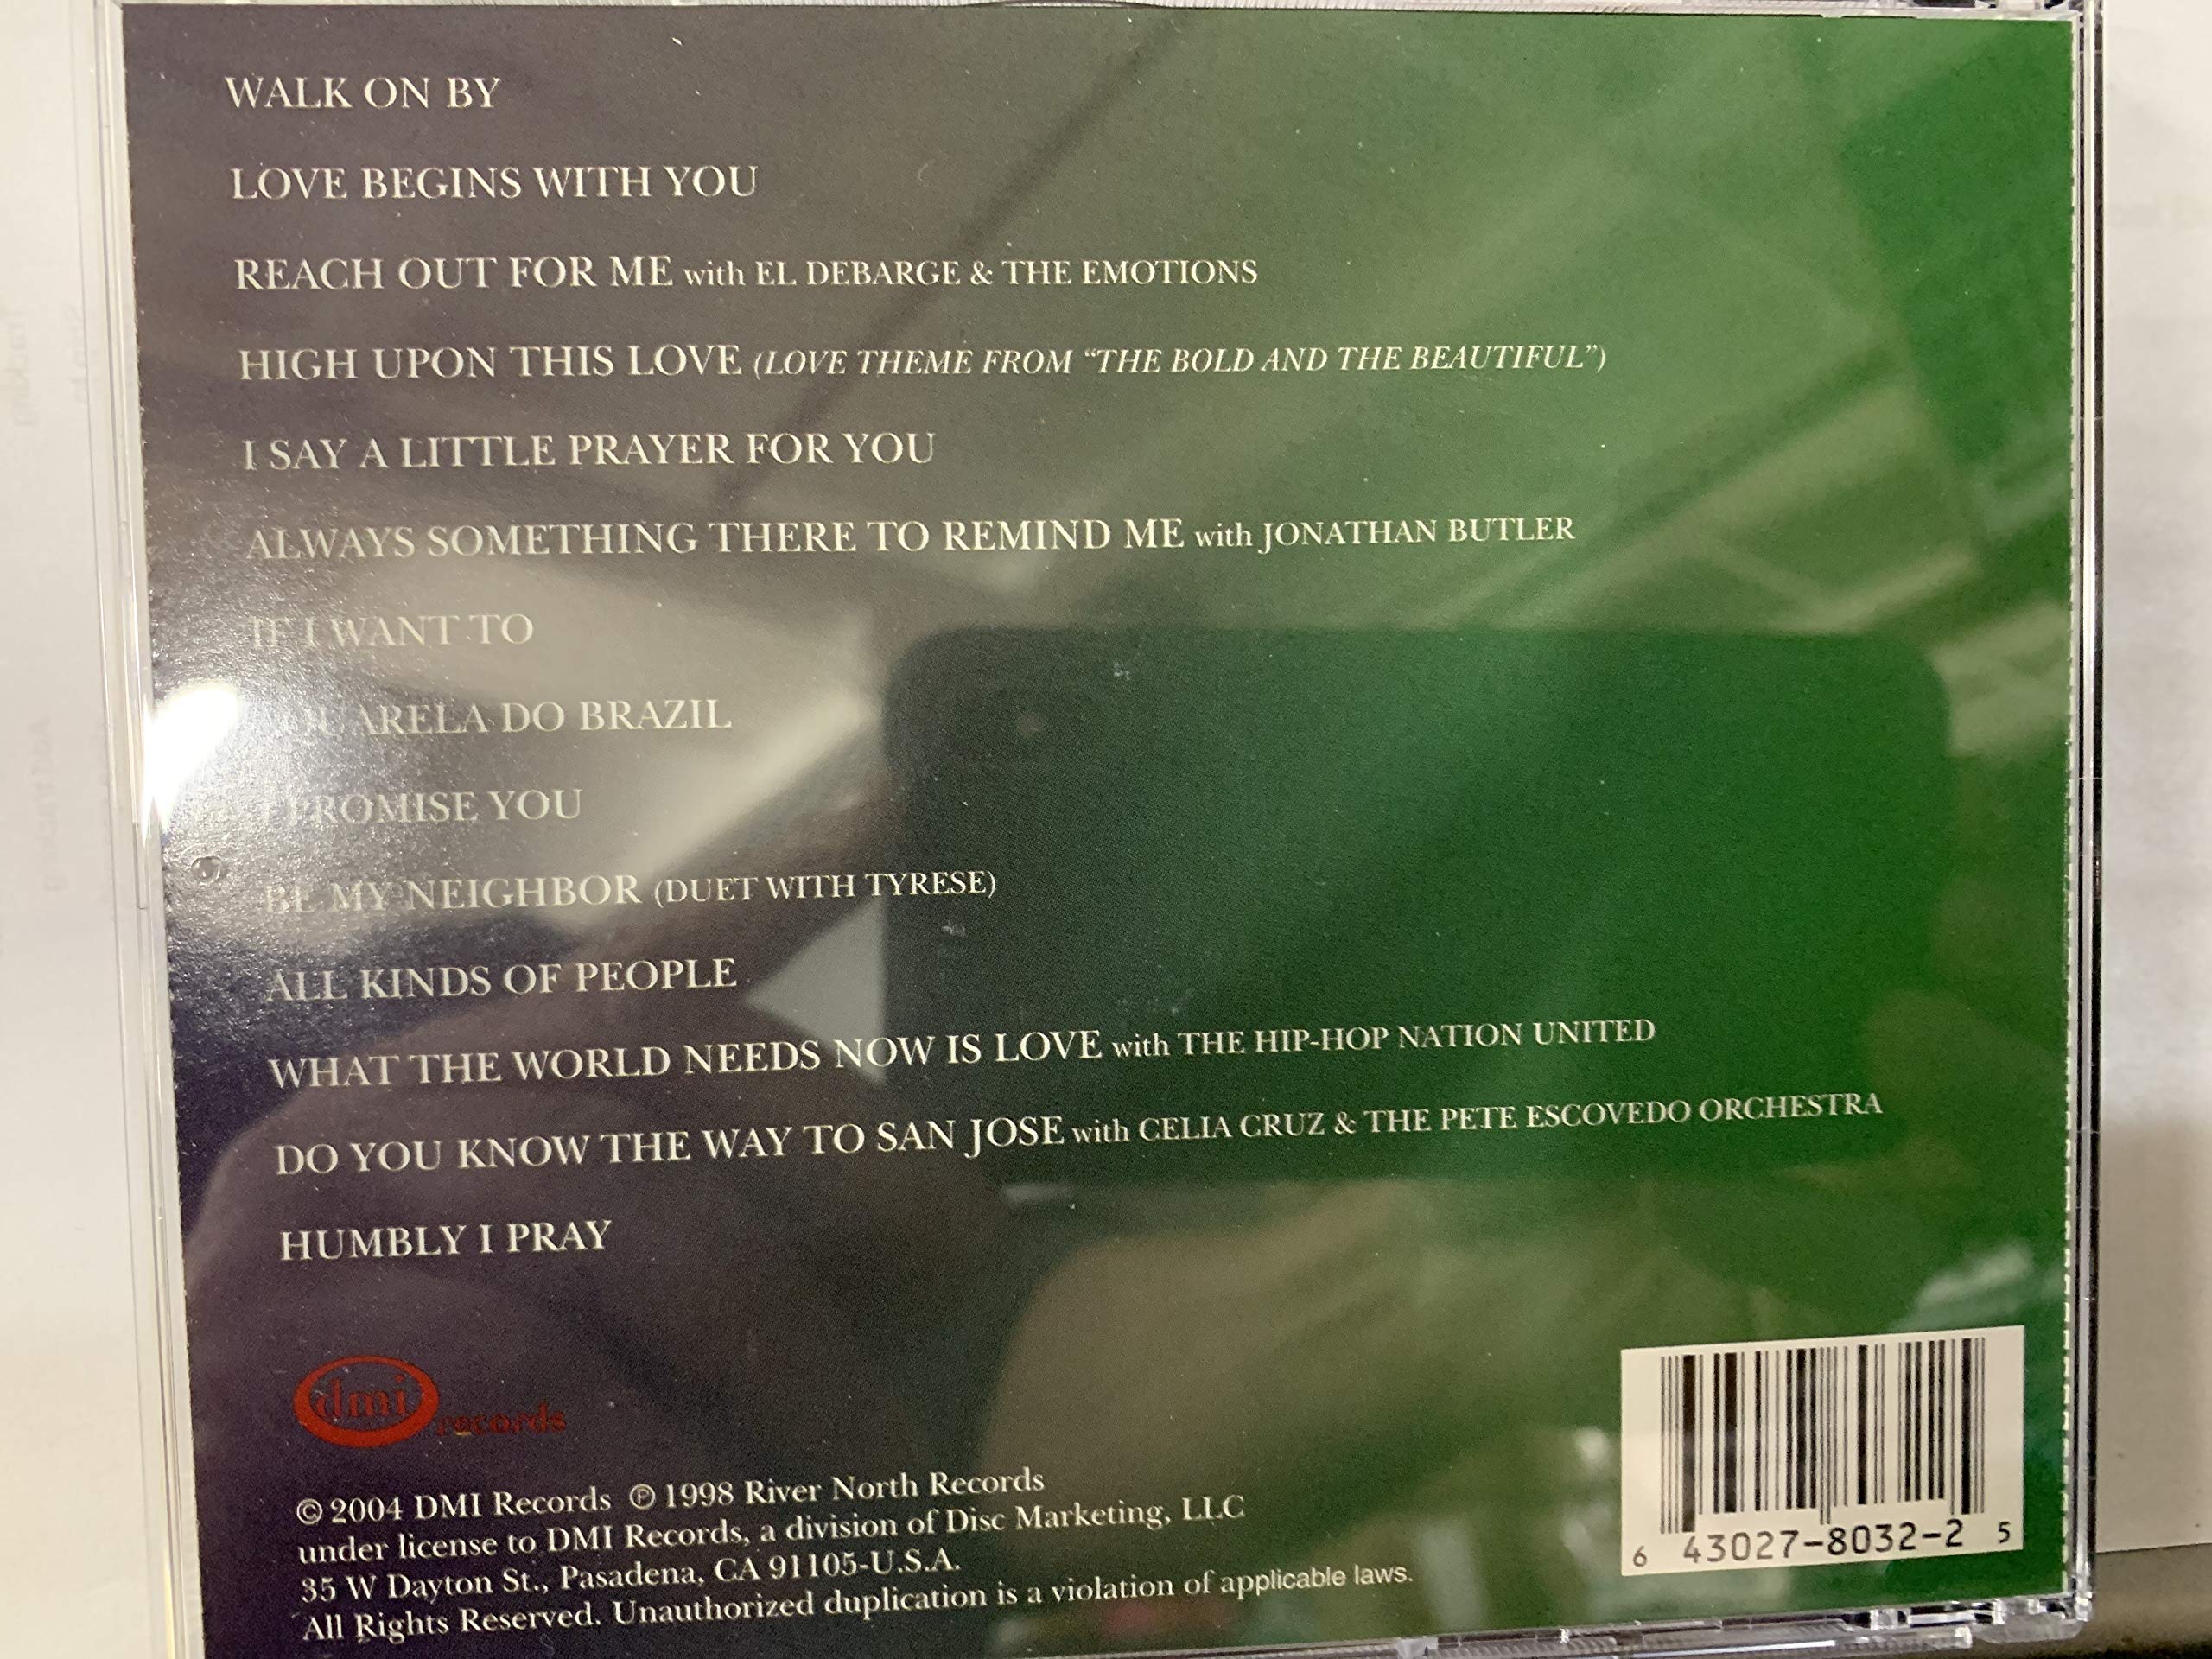 WALK ON BY
LOVE BEGINS WITH YOU
REACH OUT FOR ME with EL DEBARGE & THE EMOTIONS
HIGH UPON THIS LOVE (LOVE THEME FROM “THE BOLD AND THE BEAUTIFUL”)
I SAY A LITTLE PRAYER FOR YOU
ALWAYS SOMETHING THERE TO REMIND ME with JONATHAN BUTLER
IF I WANT TO
DO BRAZIL
I PROMISE YOU
BE MY NEIGHBOR (DUET WITH TYRESE)
ALL KINDS OF PEOPLE
WHAT THE WORLD NEEDS NOW IS LOVE with THE HIP-HOP NATION UNITED
DO YOU KNOW THE WAY TO SAN JOSE with CELIA CRUZ & THE PETE ESCOVEDO ORCHESTRA
HUMBLY I PRAY
dmi records
© 2004 DMI Records ℗ 1998 River North Records
under license to DMI Records, a division of Disc Marketing, LLC
35 W Dayton St., Pasadena, CA 91105-U.S.A.
All Rights Reserved. Unauthorized duplication is a violation of applicable laws.
6 43027-8032-2 5